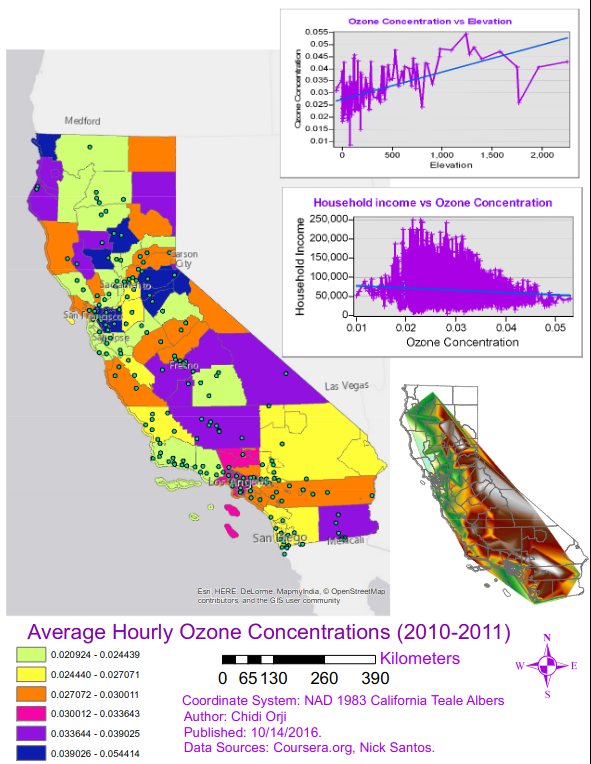 Ozone Concentration vs Elevation
Ozone Concentration
0.055
0.05
0.045
0.04
0.035
0.03
0.025
0.02
0.015
0.01
0 500 1,000 1,500 2,000
Elevation
Household income vs Ozone Concentration
Household Income
250,000
200,000
150,000
100,000
50,000
0
0.01 0.02 0.03 0.04 0.05
Ozone Concentration
Medford
Carson
City
Sacramento
San Francisco
San Jose
Fresno
Las Vegas
Los Angeles
San Diego
Mexicali
Esri, HERE, DeLorme, MapmyIndia, © OpenStreetMap
contributors, and the GIS user community
Average Hourly Ozone Concentrations (2010-2011)
0.020924 - 0.024439
0.024440 - 0.027071
0.027072 - 0.030011
0.030012 - 0.033643
0.033644 - 0.039025
0.039026 - 0.054414
Kilometers
0 65 130 260 390
N
W E
S
Coordinate System: NAD 1983 California Teale Albers
Author: Chidi Orji
Published: 10/14/2016.
Data Sources: Coursera.org, Nick Santos.